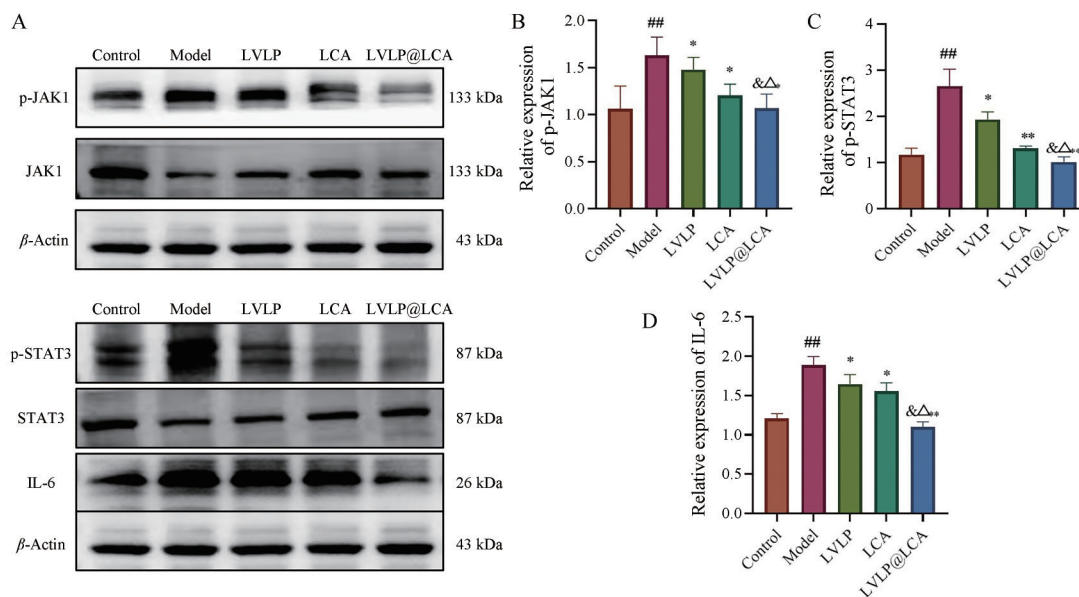 A
Control Model LVLP LCA LVLP@LCA
p-JAK1 133 kDa
JAK1 133 kDa
β-Actin 43 kDa
Control Model LVLP LCA LVLP@LCA
p-STAT3 87 kDa
STAT3 87 kDa
IL-6 26 kDa
β-Actin 43 kDa
B
Relative expression
of p-JAK1
2.0
1.5
1.0
0.5
0.0
##
*
*
&△*
Control
Model
LVLP
LCA
LVLP@LCA
C
Relative expression
of p-STAT3
4
3
2
1
0
##
*
**
&△**
Control
Model
LVLP
LCA
LVLP@LCA
D
Relative expression of IL-6
2.5
2.0
1.5
1.0
0.5
0.0
##
*
*
&△**
Control
Model
LVLP
LCA
LVLP@LCA